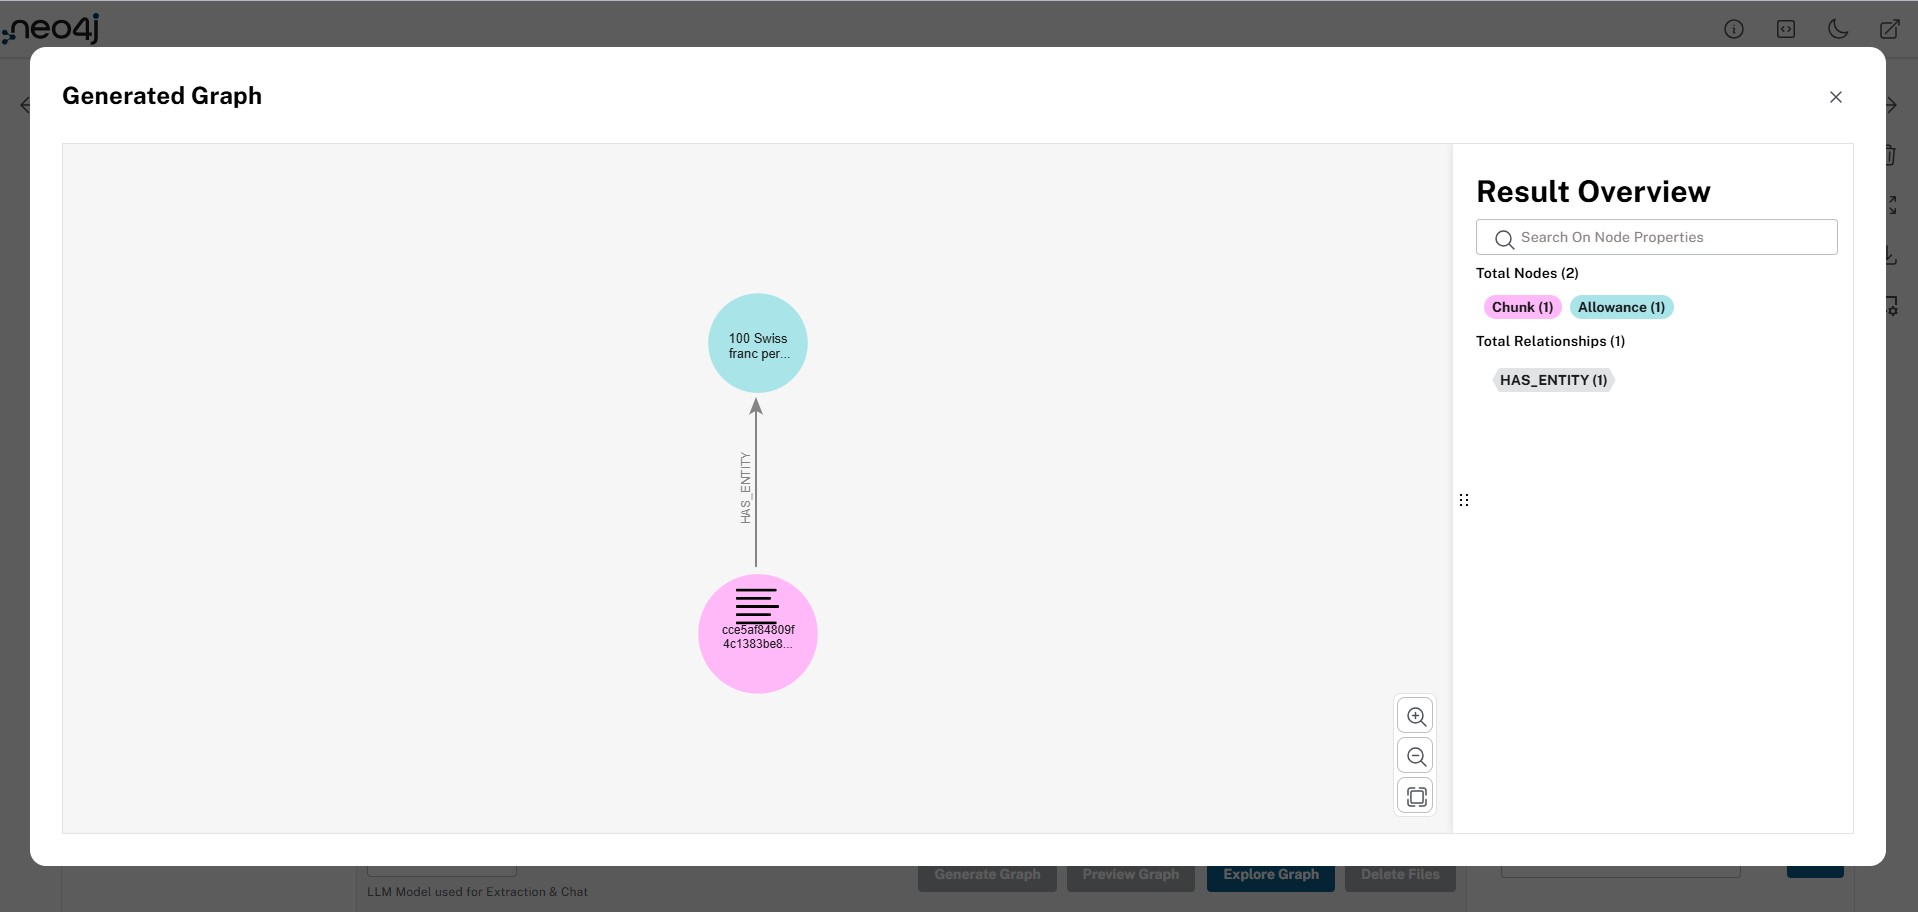 neo4j
Generated Graph
100 Swiss
franc per...
HAS_ENTITY
cce5af84809f
4c1383be8...
Result Overview
Search On Node Properties
Total Nodes (2)
Chunk (1)
Allowance (1)
Total Relationships (1)
HAS_ENTITY (1)
LLM Model used for Extraction & Chat
Generate Graph
Preview Graph
Explore Graph
Delete Files